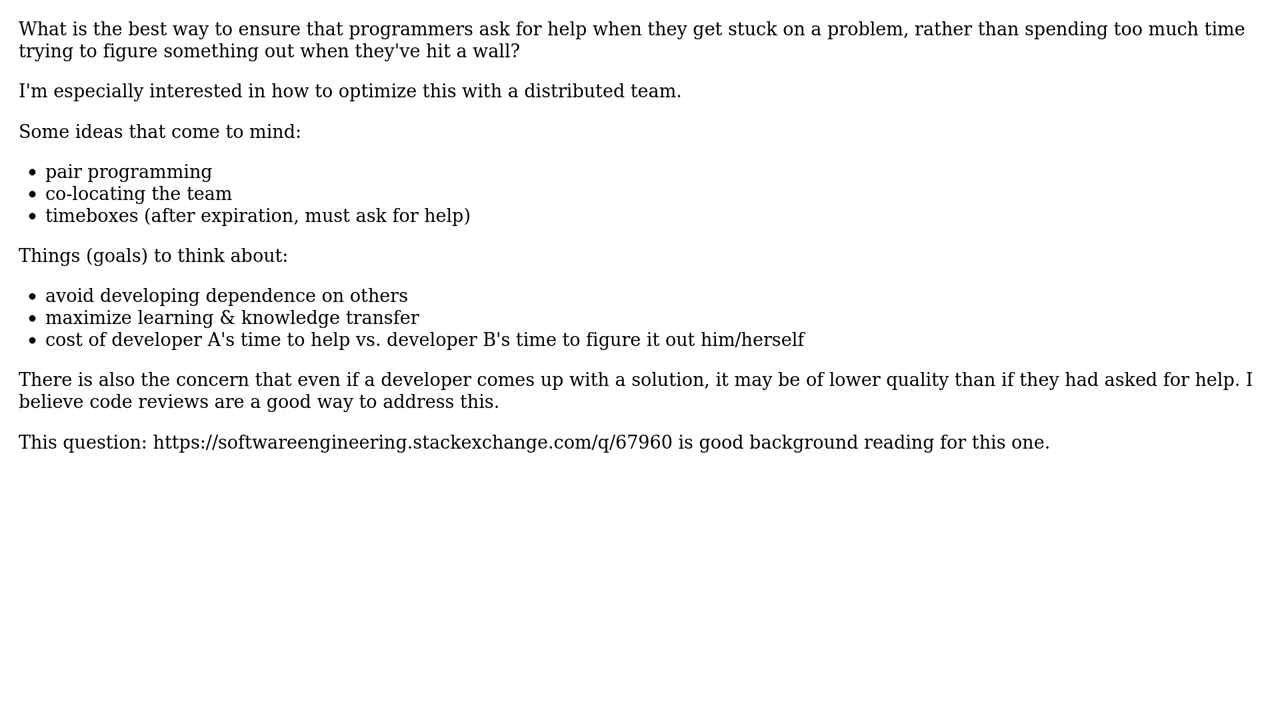 What is the best way to ensure that programmers ask for help when they get stuck on a problem, rather than spending too much time
trying to figure something out when they've hit a wall?
I'm especially interested in how to optimize this with a distributed team.
Some ideas that come to mind:
• pair programming
• co-locating the team
• timeboxes (after expiration, must ask for help)
Things (goals) to think about:
• avoid developing dependence on others
• maximize learning & knowledge transfer
• cost of developer A's time to help vs. developer B's time to figure it out him/herself
There is also the concern that even if a developer comes up with a solution, it may be of lower quality than if they had asked for help. I
believe code reviews are a good way to address this.
This question: https://softwareengineering.stackexchange.com/q/67960 is good background reading for this one.